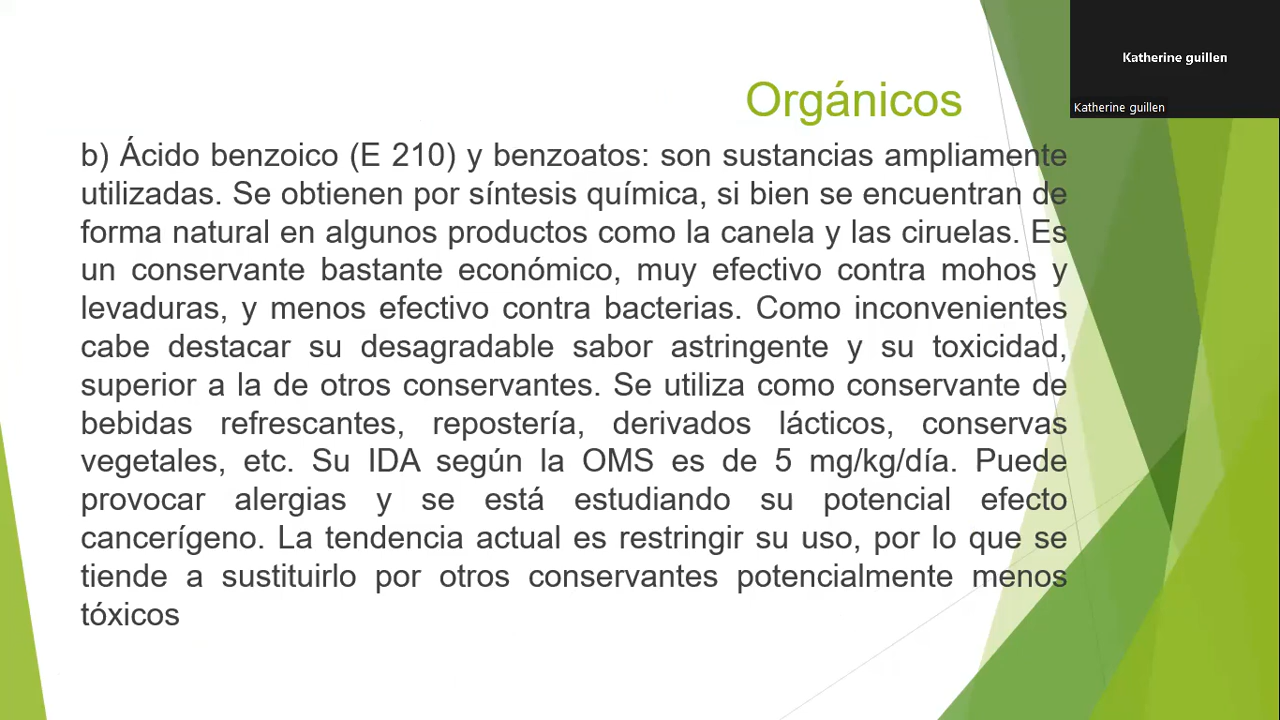 Katherine guillen
Katherine guillen
Orgánicos
b) Ácido benzoico (E 210) y benzoatos: son sustancias ampliamente
utilizadas. Se obtienen por síntesis química, si bien se encuentran de
forma natural en algunos productos como la canela y las ciruelas. Es
un conservante bastante económico, muy efectivo contra mohos y
levaduras, y menos efectivo contra bacterias. Como inconvenientes
cabe destacar su desagradable sabor astringente y su toxicidad,
superior a la de otros conservantes. Se utiliza como conservante de
bebidas refrescantes, repostería, derivados lácticos, conservas
vegetales, etc. Su IDA según la OMS es de 5 mg/kg/día. Puede
provocar alergias y se está estudiando su potencial efecto
cancerígeno. La tendencia actual es restringir su uso, por lo que se
tiende a sustituirlo por otros conservantes potencialmente menos
tóxicos